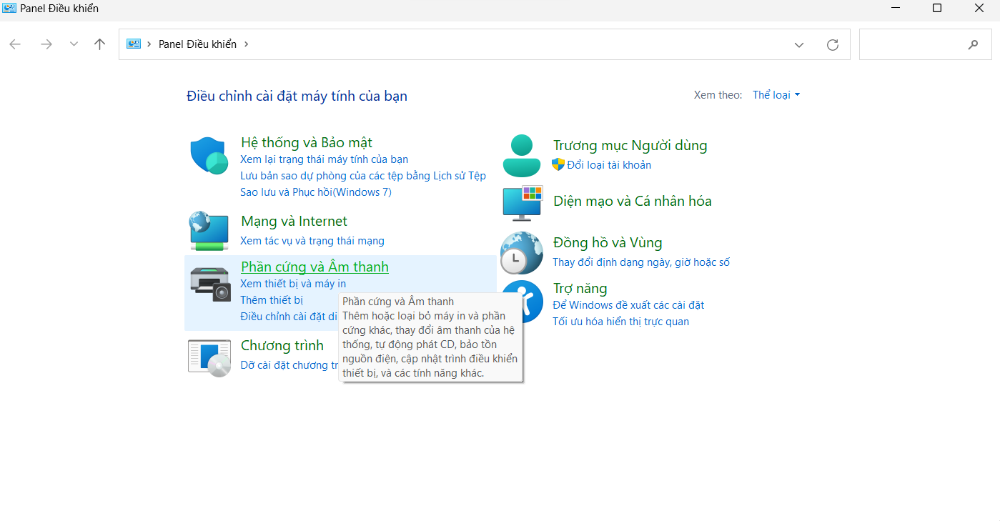 Panel Điều khiển
Panel Điều khiển
Điều chỉnh cài đặt máy tính của bạn
Xem theo: Thể loại
Hệ thống và Bảo mật
Xem lại trạng thái máy tính của bạn
Lưu bản sao dự phòng của các tệp bằng Lịch sử Tệp
Sao lưu và Phục hồi(Windows 7)
Mạng và Internet
Xem tác vụ và trạng thái mạng
Phần cứng và Âm thanh
Xem thiết bị và máy in
Thêm thiết bị
Điều chỉnh cài đặt di
Phần cứng và Âm thanh
Thêm hoặc loại bỏ máy in và phần
cứng khác, thay đổi âm thanh của hệ
thống, tự động phát CD, bảo tồn
nguồn điện, cập nhật trình điều khiển
thiết bị, và các tính năng khác.
Chương trình
Dỡ cài đặt chương
Trương mục Người dùng
Đổi loại tài khoản
Diện mạo và Cá nhân hóa
Đồng hồ và Vùng
Thay đổi định dạng ngày, giờ hoặc số
Trợ năng
Để Windows đề xuất các cài đặt
Tối ưu hóa hiển thị trực quan